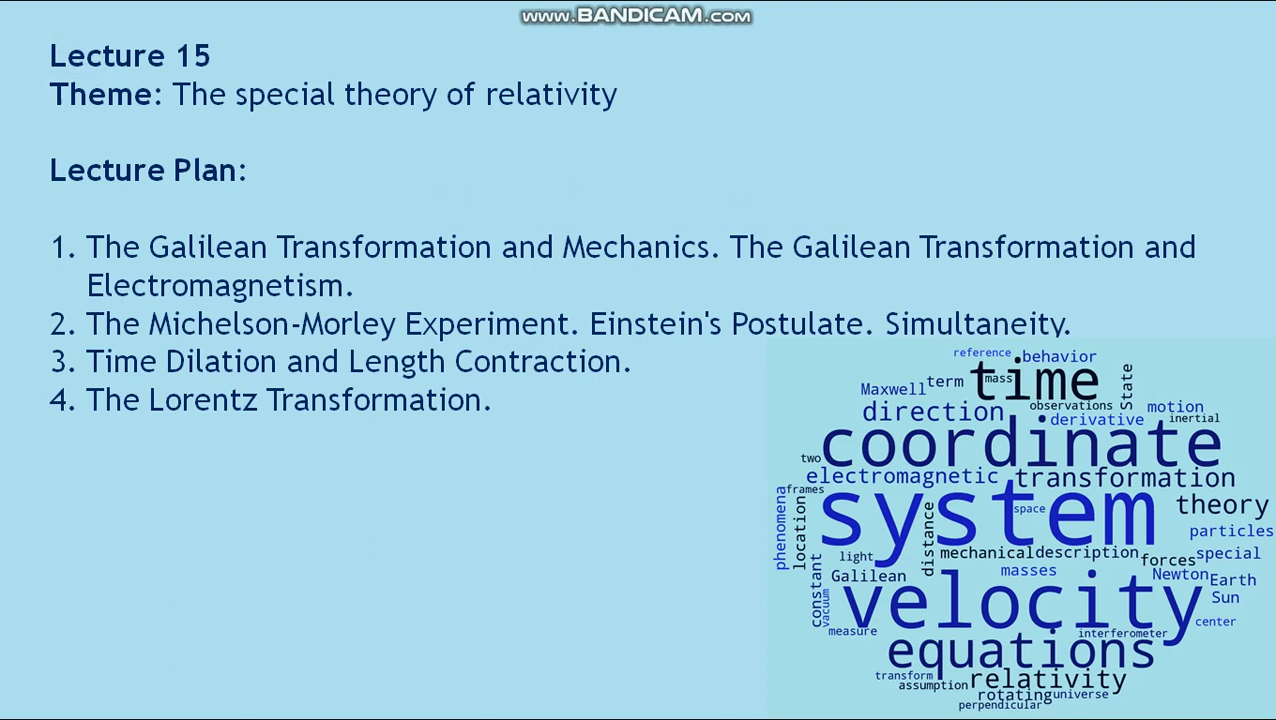 www.BANDICAM.com
Lecture 15
Theme: The special theory of relativity
Lecture Plan:
1. The Galilean Transformation and Mechanics. The Galilean Transformation and
Electromagnetism.
2. The Michelson-Morley Experiment. Einstein's Postulate. Simultaneity.
3. Time Dilation and Length Contraction.
4. The Lorentz Transformation.
reference
behavior
time
mass
State
Maxwell
term
direction
observations
motion
derivative
inertial
coordinate
two
electromagnetic
transformation
phenomena
frames
location
system
space
distance
theory
particles
light
mechanical
description
forces
special
constant
vacuum
Galilean
masses
Newton
Earth
Sun
velocity
center
measure
interferometer
equations
transform
assumption
relativity
rotating
universe
perpendicular